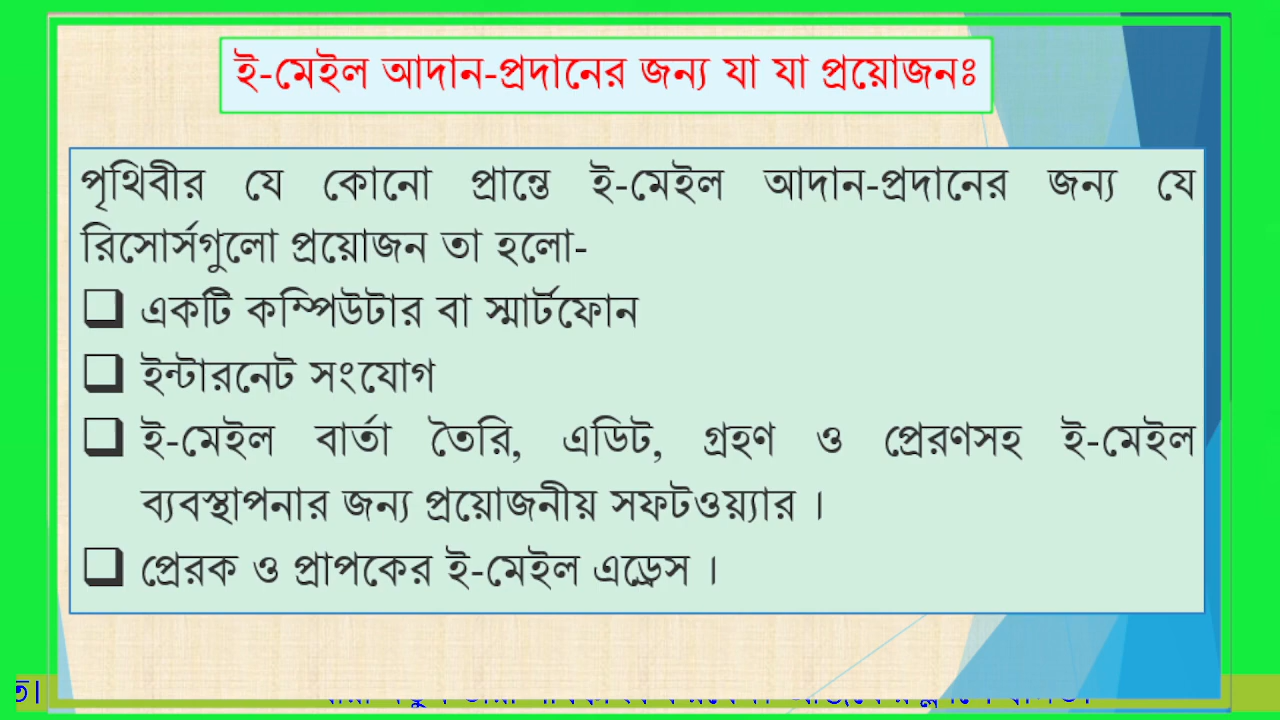 ই-মেইল আদান-প্রদানের জন্য যা যা প্রয়োজনঃ
পৃথিবীর যে কোনো প্রান্তে ই-মেইল আদান-প্রদানের জন্য যে
রিসোর্সগুলো প্রয়োজন তা হলো-
❑ একটি কম্পিউটার বা স্মার্টফোন
❑ ইন্টারনেট সংযোগ
❑ ই-মেইল বার্তা তৈরি, এডিট, গ্রহণ ও প্রেরণসহ ই-মেইল
ব্যবস্থাপনার জন্য প্রয়োজনীয় সফটওয়্যার ।
❑ প্রেরক ও প্রাপকের ই-মেইল এড্রেস ।